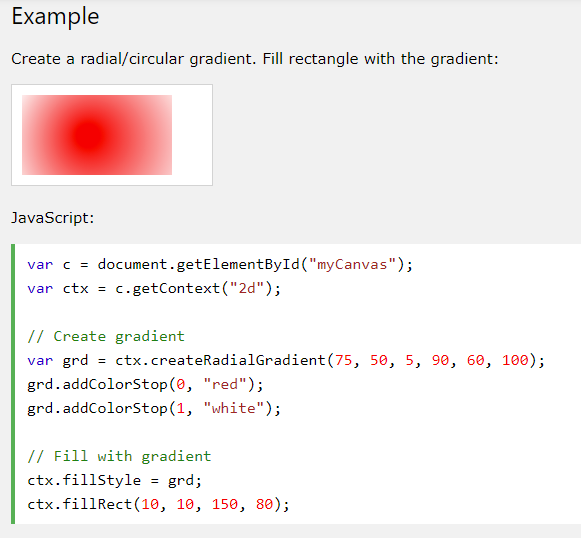 Example
Create a radial/circular gradient. Fill rectangle with the gradient:
JavaScript:
var c = document.getElementById("myCanvas");
var ctx = c.getContext("2d");
// Create gradient
var grd = ctx.createRadialGradient(75, 50, 5, 90, 60, 100);
grd.addColorStop(0, "red");
grd.addColorStop(1, "white");
// Fill with gradient
ctx.fillStyle = grd;
ctx.fillRect(10, 10, 150, 80);